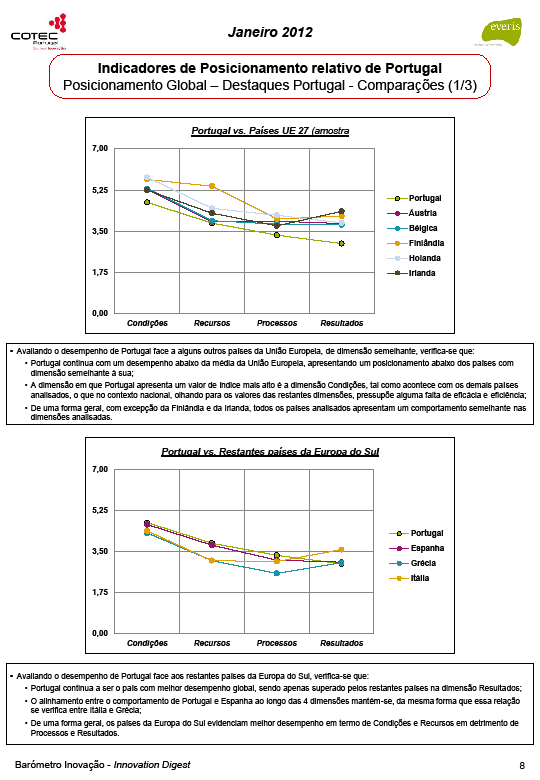 COTEC
Portugal
Janeiro 2012
everis
Indicadores de Posicionamento relativo de Portugal
Posicionamento Global – Destaques Portugal - Comparações (1/3)
Portugal vs. Países UE 27 (amostra
7,00
5,25
3,50
1,75
0,00
Condições Recursos Processos Resultados
Portugal
Áustria
Bélgica
Finlândia
Holanda
Irlanda
• Avaliando o desempenho de Portugal face a alguns outros países da União Europeia, de dimensão semelhante, verifica-se que:
• Portugal continua com um desempenho abaixo da média da União Europeia, apresentando um posicionamento abaixo dos países com
dimensão semelhante à sua;
• A dimensão em que Portugal apresenta um valor de índice mais alto é a dimensão Condições, tal como acontece com os demais países
analisados, o que no contexto nacional, olhando para os valores das restantes dimensões, pressupõe alguma falta de eficácia e eficiência;
• De uma forma geral, com excepção da Finlândia e da Irlanda, todos os países analisados apresentam um comportamento semelhante nas
dimensões analisadas.
Portugal vs. Restantes países da Europa do Sul
7,00
5,25
3,50
1,75
0,00
Condições Recursos Processos Resultados
Portugal
Espanha
Grécia
Itália
• Avaliando o desempenho de Portugal face aos restantes países da Europa do Sul, verifica-se que:
• Portugal continua a ser o país com melhor desempenho global, sendo apenas superado pelos restantes países na dimensão Resultados;
• O alinhamento entre o comportamento de Portugal e Espanha ao longo das 4 dimensões mantém-se, da mesma forma que essa relação
se verifica entre Itália e Grécia;
• De uma forma geral, os países da Europa do Sul evidenciam melhor desempenho em termo de Condições e Recursos em detrimento de
Processos e Resultados.
Barómetro Inovação - Innovation Digest
8